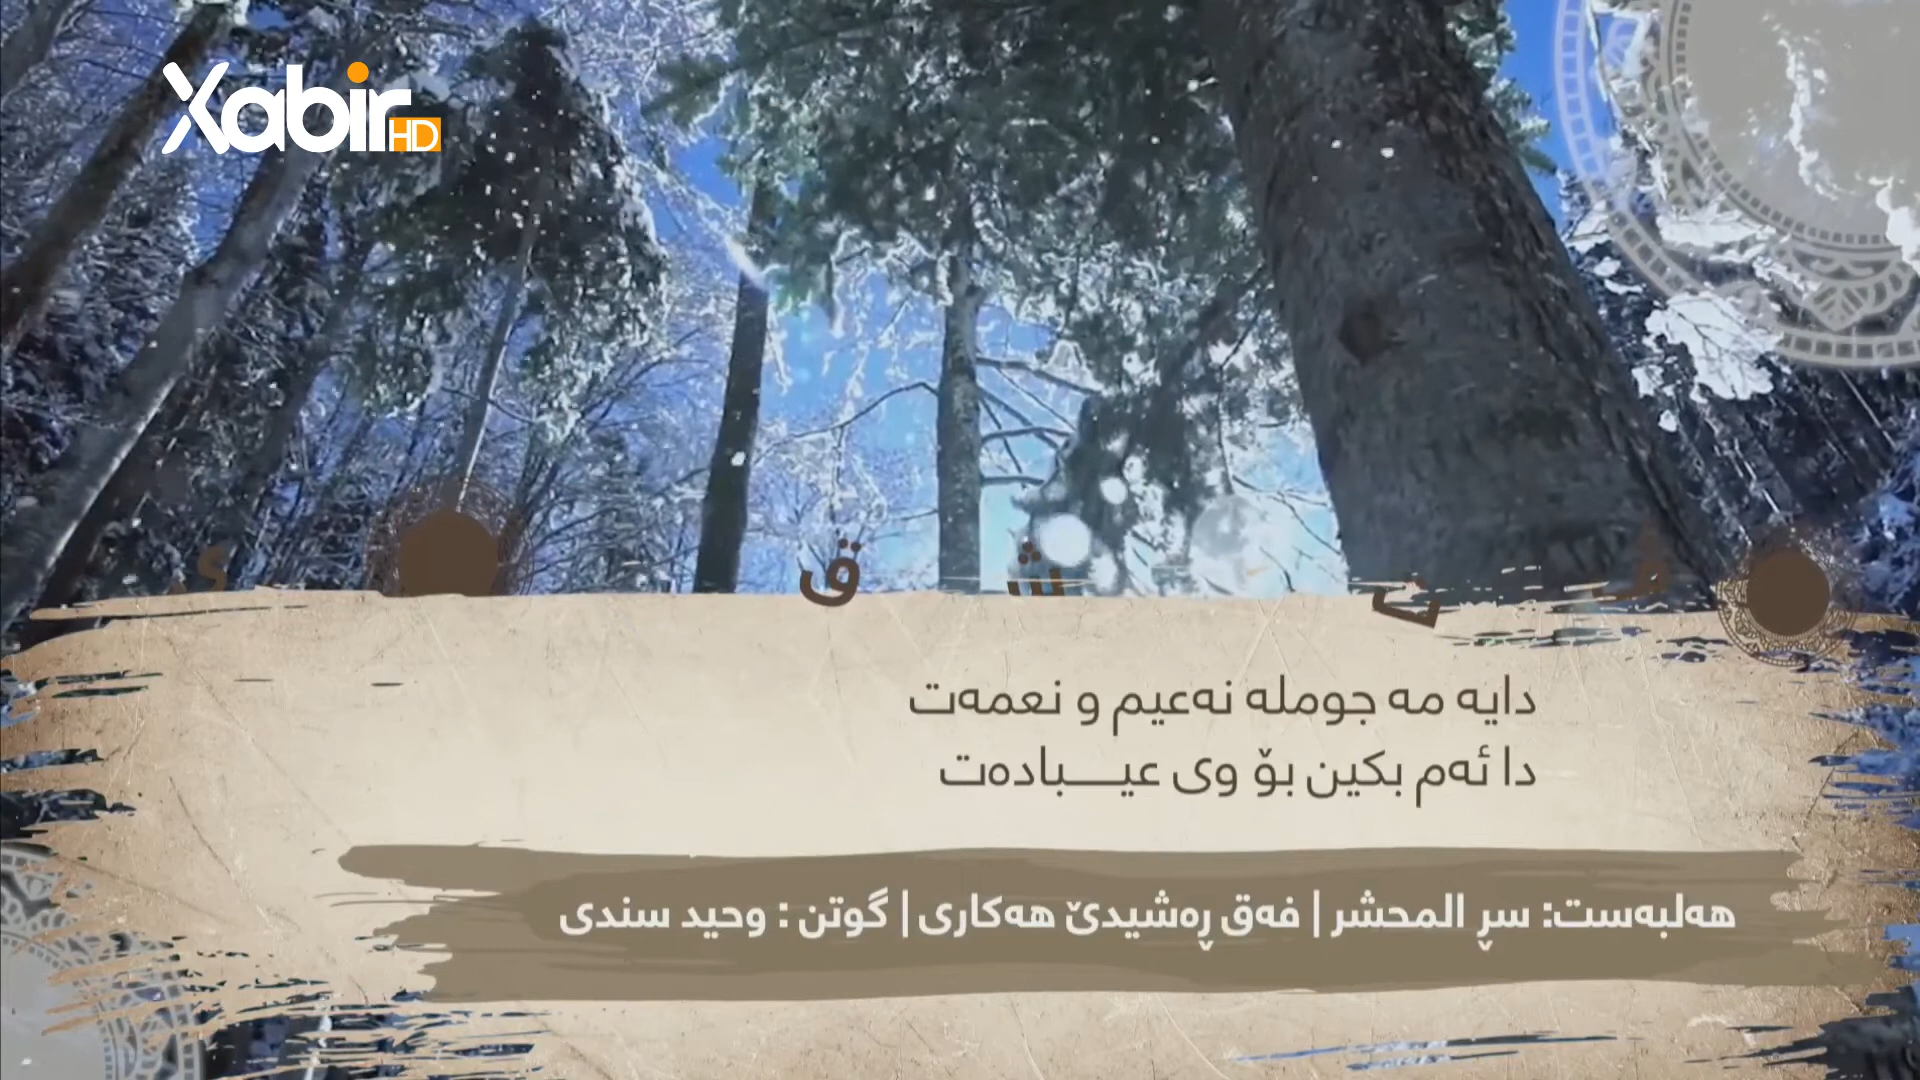 Xabir HD
دایە مە جوملە نەعیم و نعمەت
دا ئەم بکین بۆ وی عیـــبادەت
هەلبەست: سڕ المحشر | فەق ڕەشیدێ هەکاری | گوتن : وحید سندی